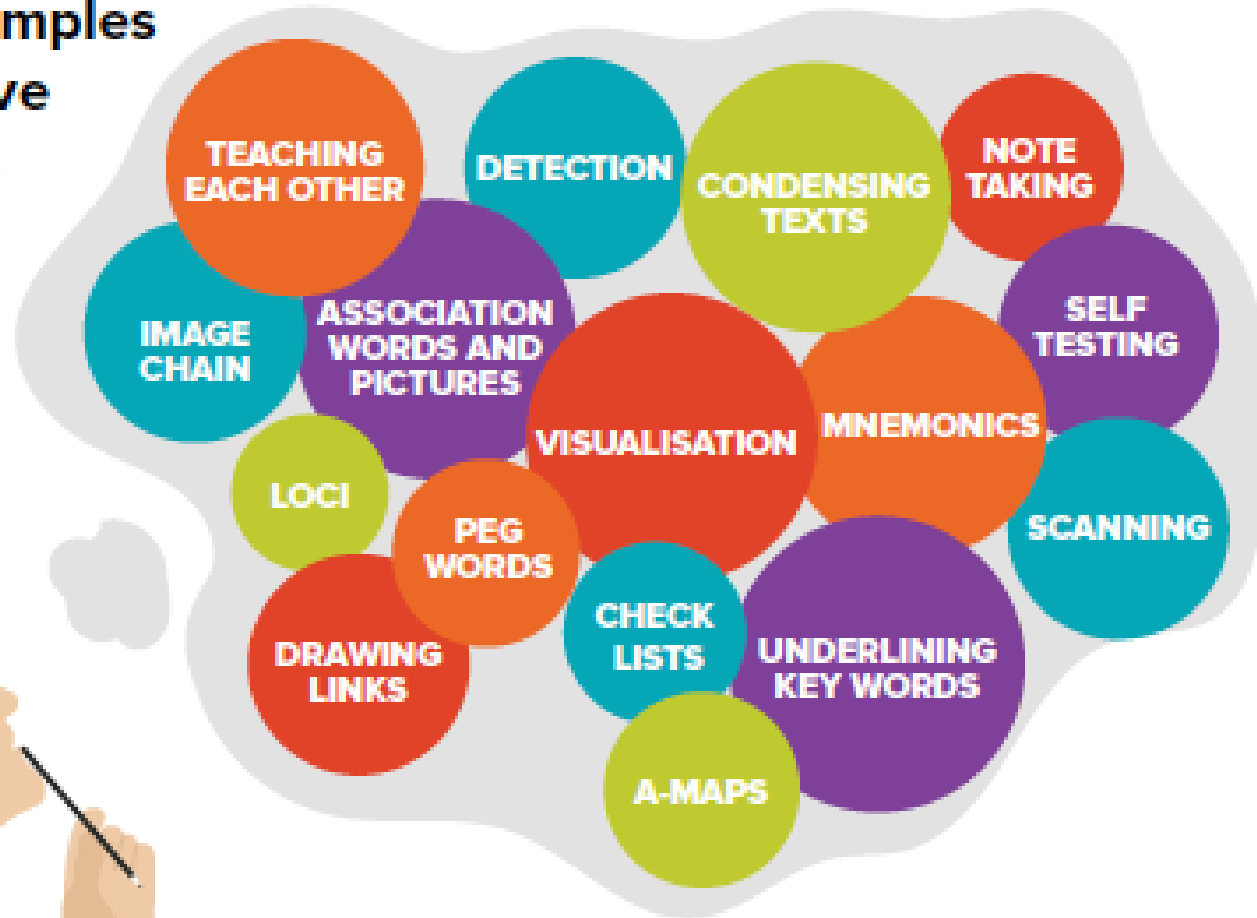 mples
ve
TEACHING
EACH OTHER
DETECTION
CONDENSING
TEXTS
NOTE
TAKING
IMAGE
CHAIN
ASSOCIATION
WORDS AND
PICTURES
SELF
TESTING
VISUALISATION
MNEMONICS
LOCI
PEG
WORDS
SCANNING
DRAWING
LINKS
CHECK
LISTS
UNDERLINING
KEY WORDS
A-MAPS